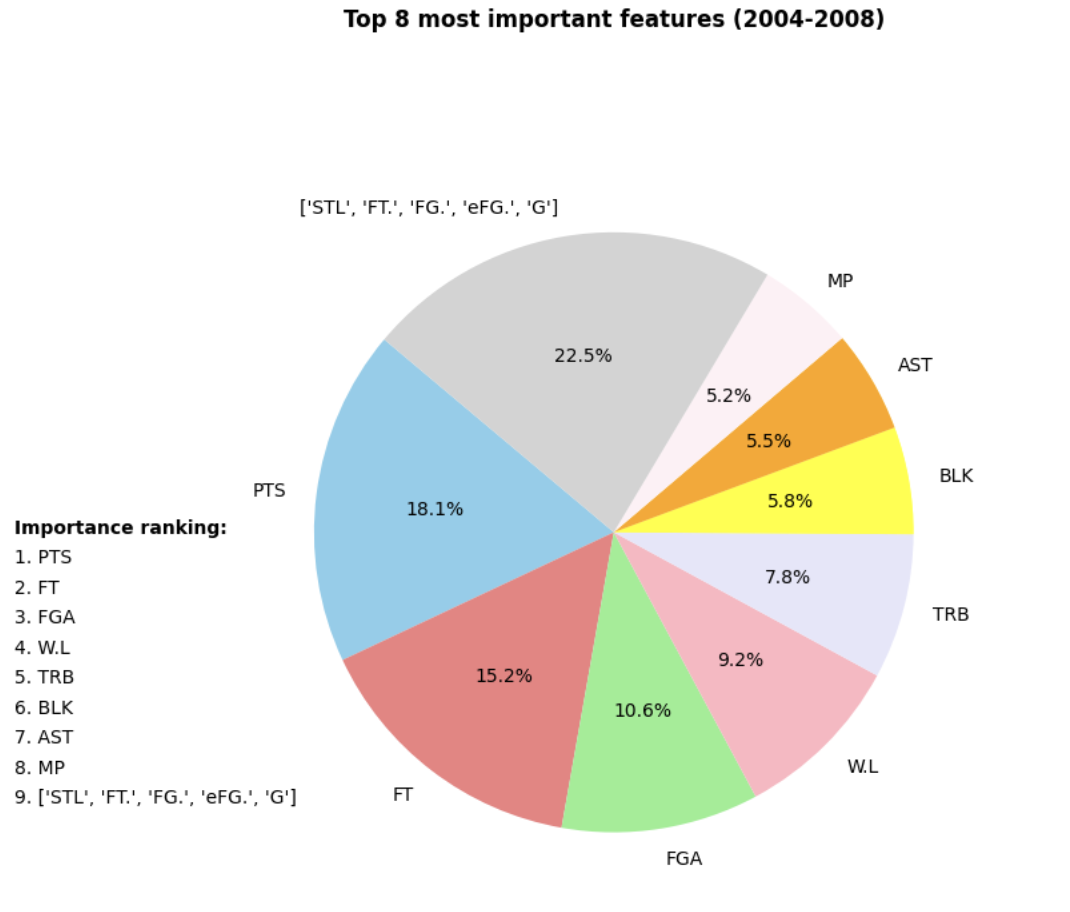 Top 8 most important features (2004-2008)
['STL', 'FT.', 'FG.', 'eFG.', 'G']
MP
AST
BLK
TRB
W.L
FGA
FT
PTS
22.5%
5.2%
5.5%
5.8%
7.8%
9.2%
10.6%
15.2%
18.1%
Importance ranking:
1. PTS
2. FT
3. FGA
4. W.L
5. TRB
6. BLK
7. AST
8. MP
9. ['STL', 'FT.', 'FG.', 'eFG.', 'G']